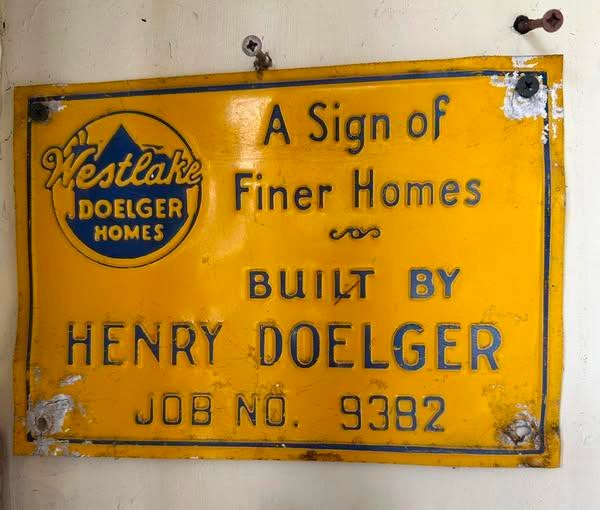 Westlake
DOELGER
HOMES
A Sign of
Finer Homes
BUILT BY
HENRY DOELGER
JOB NO. 9382